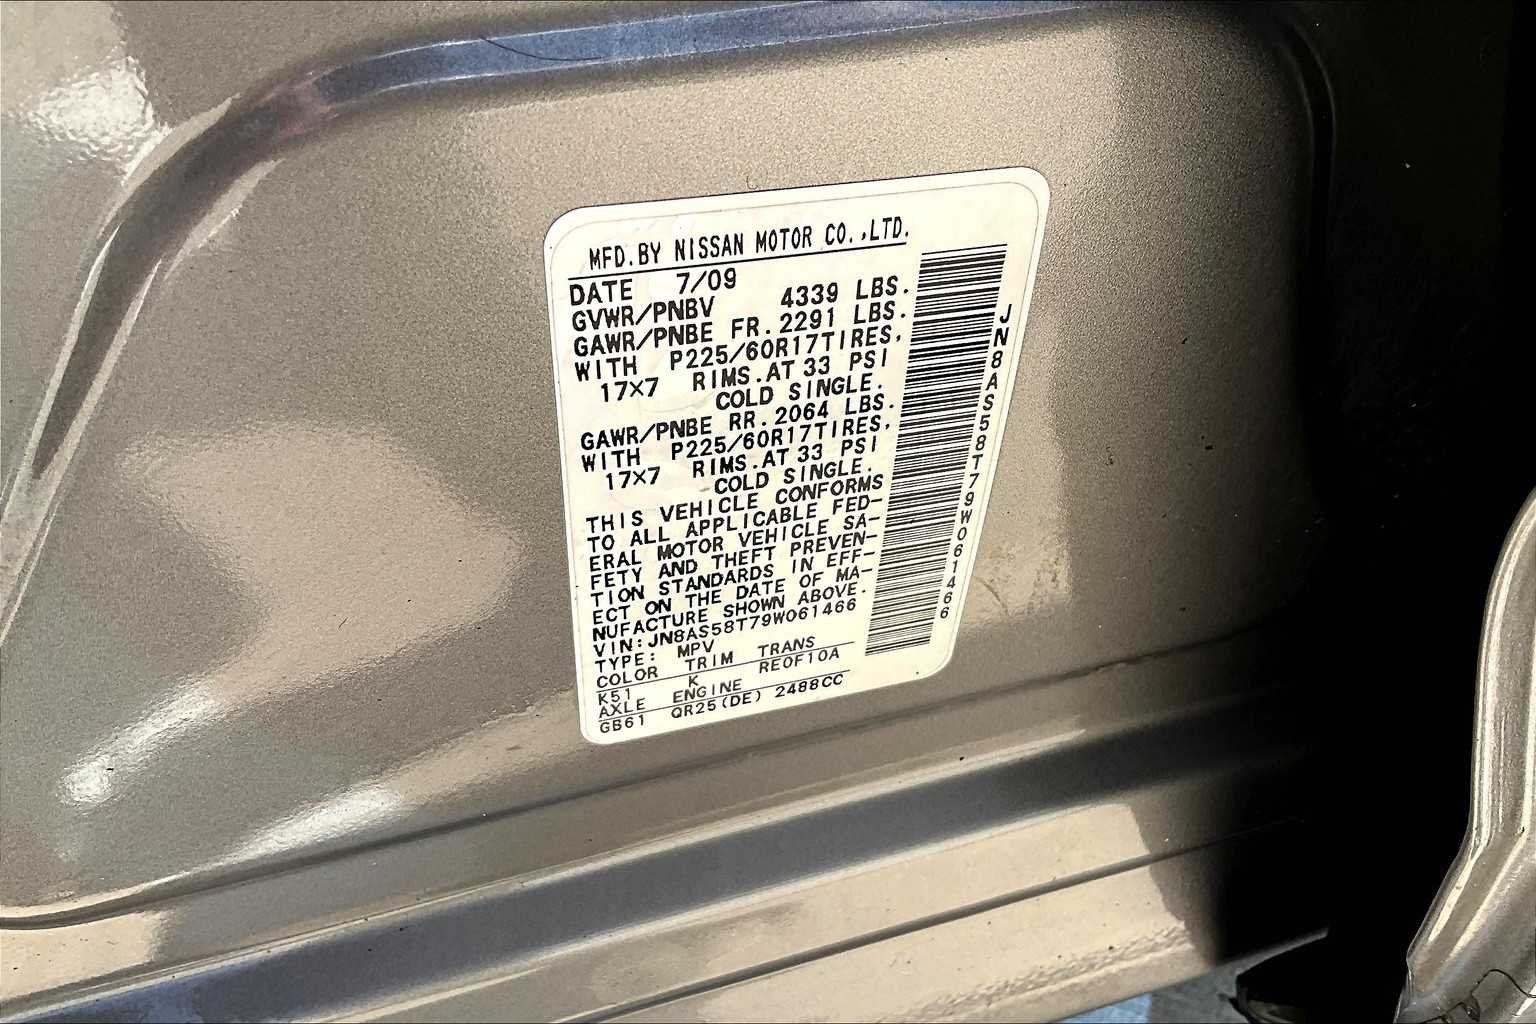 MFD.BY NISSAN MOTOR CO.,LTD.
DATE 7/09
GVWR/PNBV 4339 LBS.
GAWR/PNBE FR. 2291 LBS.
WITH P225/60R17TIRES,
17×7 RIMS.AT 33 PSI
COLD SINGLE.
GAWR/PNBE RR. 2064 LBS.
WITH P225/60R17TIRES,
17×7 RIMS.AT 33 PSI
COLD SINGLE.
THIS VEHICLE CONFORMS
TO ALL APPLICABLE FED-
ERAL MOTOR VEHICLE SA-
FETY AND THEFT PREVEN-
TION STANDARDS IN EFF-
ECT ON THE DATE OF MA-
NUFACTURE SHOWN ABOVE.
VIN:JN8AS58T79W061466
TYPE: MPV
COLOR TRIM TRANS
K51 K RE0F10A
AXLE ENGINE
GB61 QR25(DE) 2488CC
JN8AS58T79W061466